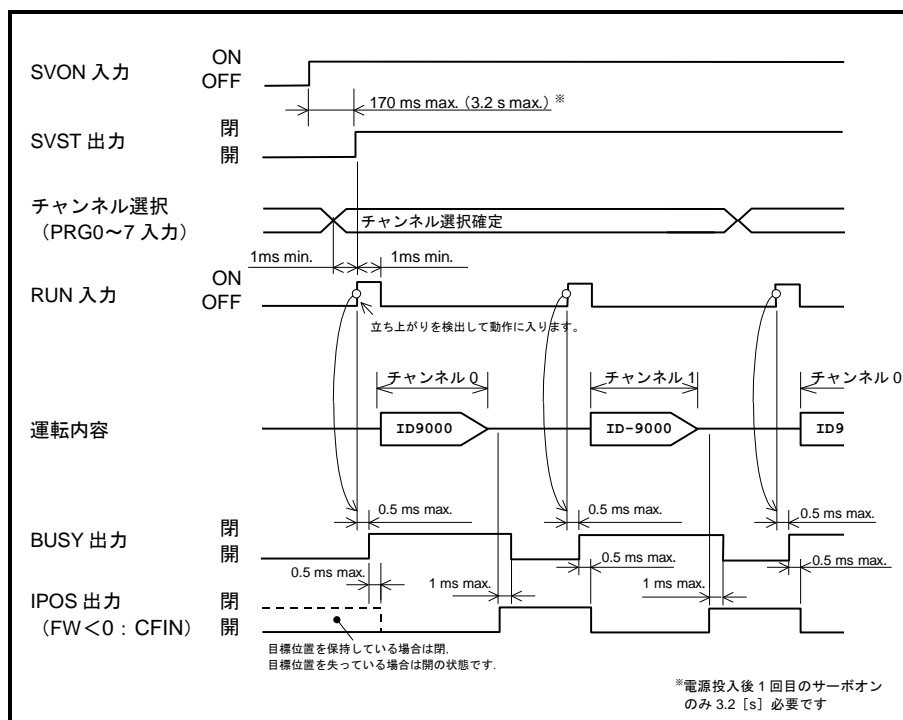 ON
SVON 入力
OFF
170 ms max. (3.2 s max.) ※
SVST 出力
閉
開
チャンネル選択
（PRG0～7 入力）
チャンネル選択確定
1ms min.
1ms min.
RUN 入力
ON
OFF
立ち上がりを検出して動作に入ります。
チャンネル 0
チャンネル 1
チャンネル 0
運転内容
ID9000
ID-9000
ID9
0.5 ms max.
0.5 ms max.
0.5 ms max.
BUSY 出力
閉
開
0.5 ms max.
0.5 ms max.
0.5 ms max.
1 ms max.
1 ms max.
IPOS 出力
（FW＜0：CFIN）
閉
開
目標位置を保持している場合は閉,
目標位置を失っている場合は開の状態です.
※電源投入後 1 回目のサーボオン
のみ 3.2［s］必要です